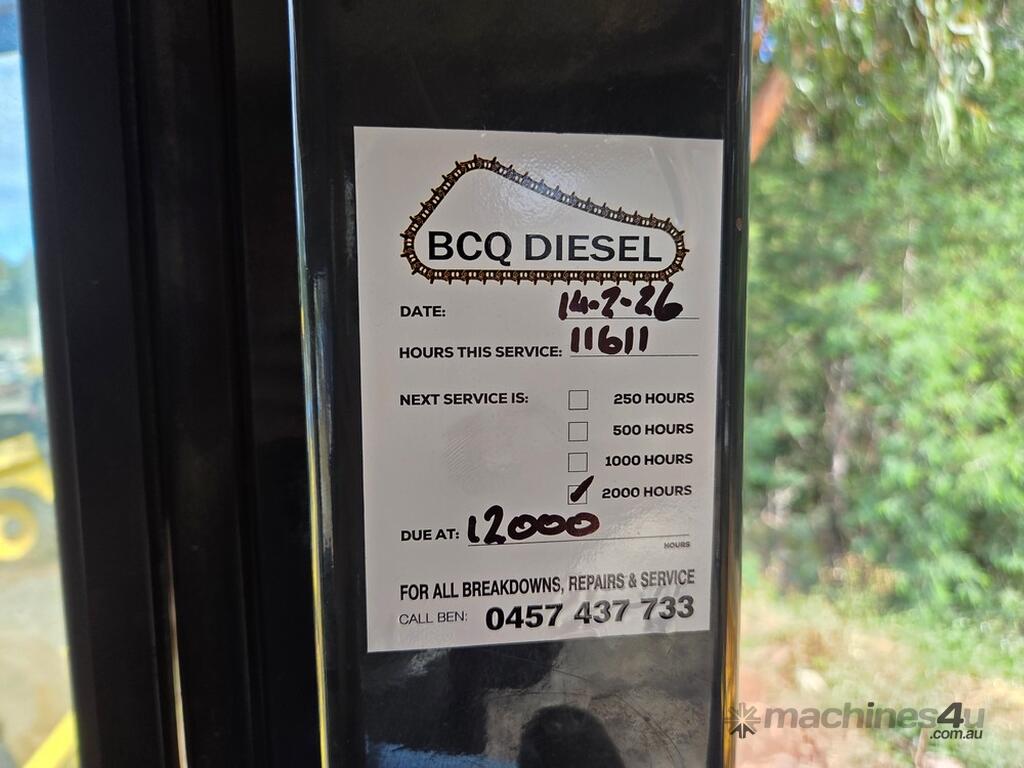 BCQ DIESEL
DATE: 14-2-26
HOURS THIS SERVICE: 11611
NEXT SERVICE IS: 250 HOURS
500 HOURS
1000 HOURS
2000 HOURS
DUE AT: 12000
HOURS
FOR ALL BREAKDOWNS, REPAIRS & SERVICE
CALL BEN: 0457 437 733
machines4u
.com.au